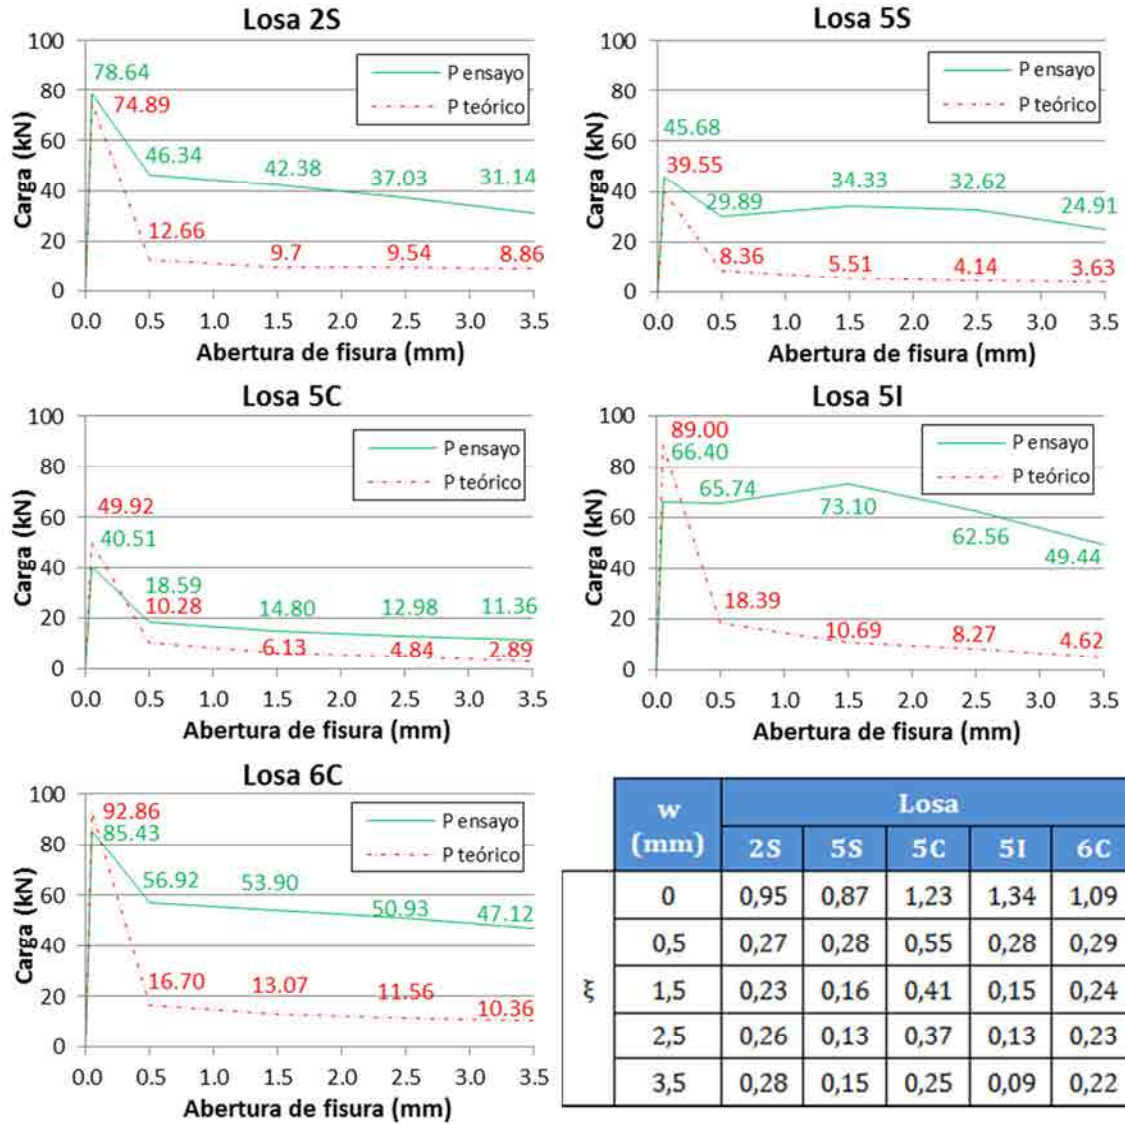 Losa 2S
100
80
60
40
20
0
Carga (kN)
P ensayo
P teórico
78.64
74.89
46.34
42.38
37.03
31.14
12.66
9.7
9.54
8.86
0.0 0.5 1.0 1.5 2.0 2.5 3.0 3.5
Abertura de fisura (mm)
Losa 5S
100
80
60
40
20
0
Carga (kN)
P ensayo
P teórico
45.68
39.55
29.89
34.33
32.62
24.91
8.36
5.51
4.14
3.63
0.0 0.5 1.0 1.5 2.0 2.5 3.0 3.5
Abertura de fisura (mm)
Losa 5C
100
80
60
40
20
0
Carga (kN)
P ensayo
P teórico
49.92
40.51
18.59
10.28
14.80
12.98
11.36
6.13
4.84
2.89
0.0 0.5 1.0 1.5 2.0 2.5 3.0 3.5
Abertura de fisura (mm)
Losa 5I
100
80
60
40
20
0
Carga (kN)
P ensayo
P teórico
89.00
66.40
65.74
73.10
62.56
49.44
18.39
10.69
8.27
4.62
0.0 0.5 1.0 1.5 2.0 2.5 3.0 3.5
Abertura de fisura (mm)
Losa 6C
100
80
60
40
20
0
Carga (kN)
P ensayo
P teórico
92.86
85.43
56.92
53.90
50.93
47.12
16.70
13.07
11.56
10.36
0.0 0.5 1.0 1.5 2.0 2.5 3.0 3.5
Abertura de fisura (mm)
w (mm) Losa
2S 5S 5C 5I 6C
ξ
0 0,95 0,87 1,23 1,34 1,09
0,5 0,27 0,28 0,55 0,28 0,29
1,5 0,23 0,16 0,41 0,15 0,24
2,5 0,26 0,13 0,37 0,13 0,23
3,5 0,28 0,15 0,25 0,09 0,22